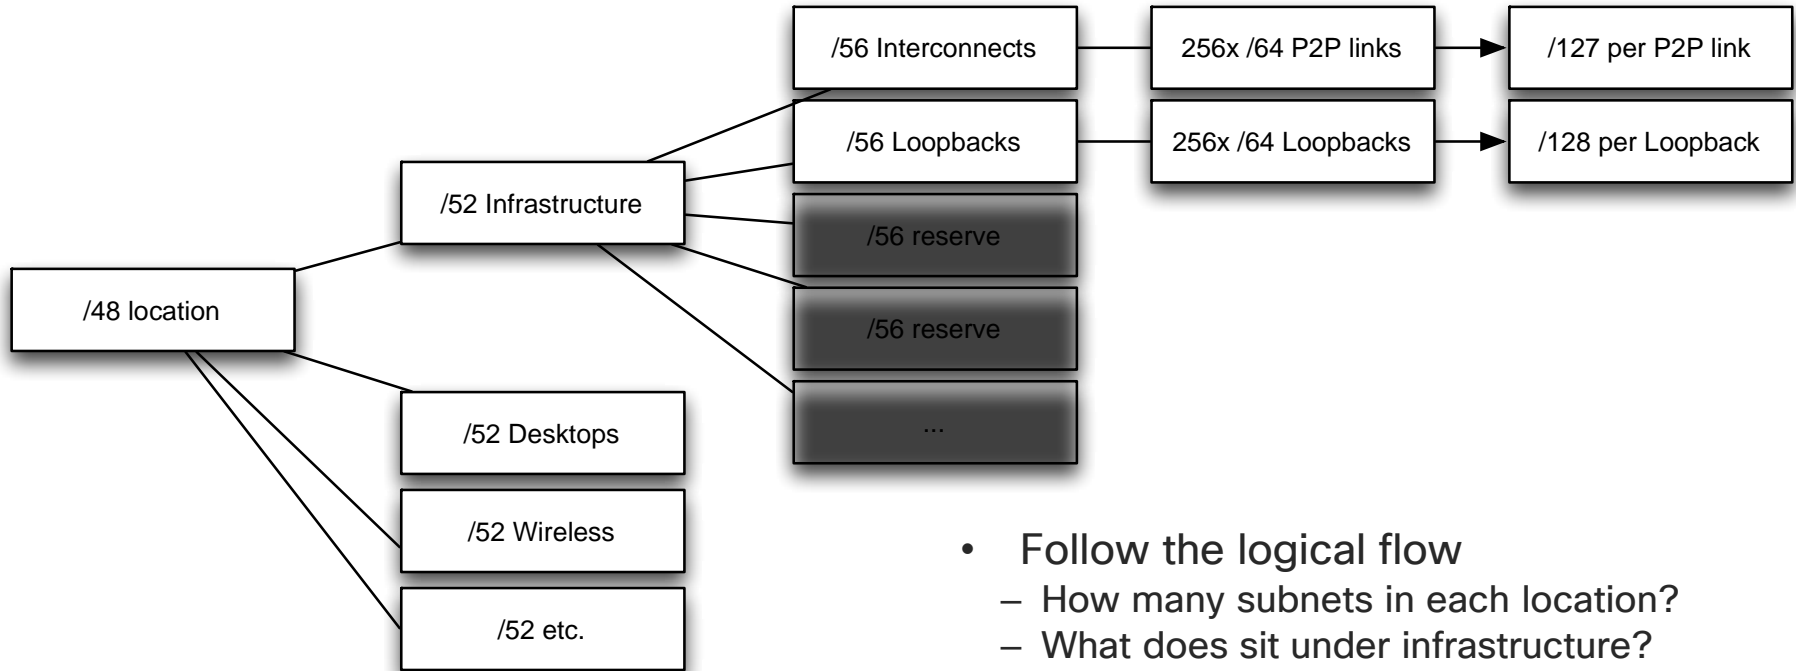 /56 Interconnects
256x /64 P2P links
/127 per P2P link
/56 Loopbacks
256x /64 Loopbacks
/128 per Loopback
/52 Infrastructure
/56 reserve
/56 reserve
...
/48 location
/52 Desktops
/52 Wireless
/52 etc.
• Follow the logical flow
– How many subnets in each location?
– What does sit under infrastructure?